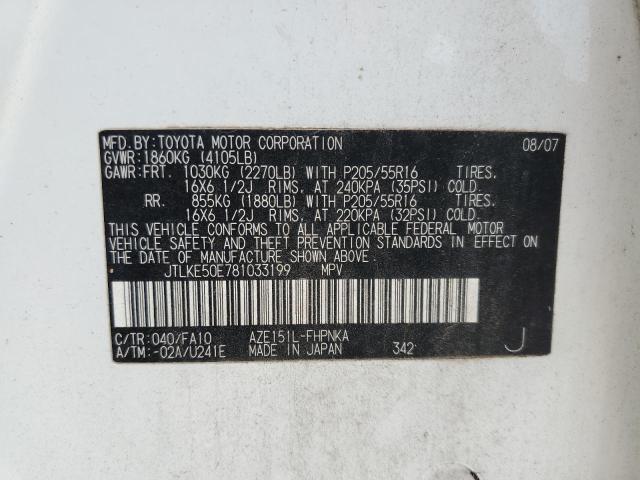 MFD.BY:TOYOTA MOTOR CORPORATION 08/07
GVWR:1860KG (4105LB)
GAWR:FRT. 1030KG (2270LB) WITH P205/55R16 TIRES.
16X6 1/2J RIMS, AT 240KPA (35PSI) COLD.
RR. 855KG (1880LB) WITH P205/55R16 TIRES.
16X6 1/2J RIMS, AT 220KPA (32PSI) COLD.
THIS VEHICLE CONFORMS TO ALL APPLICABLE FEDERAL MOTOR
VEHICLE SAFETY AND THEFT PREVENTION STANDARDS IN EFFECT ON
THE DATE OF MANUFACTURE SHOWN ABOVE.
JTLKE50E781033199 MPV
C/TR:040/FA10 AZE151L-FHPNKA
A/TM:-02A/U241E MADE IN JAPAN 342 J